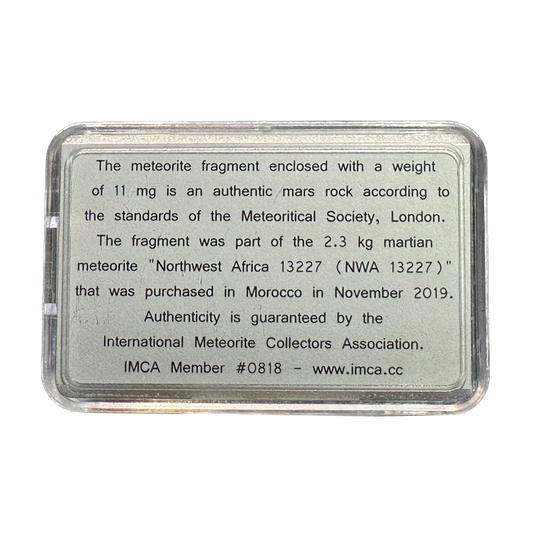 The meteorite fragment enclosed with a weight
of 11 mg is an authentic mars rock according to
the standards of the Meteoritical Society, London.
The fragment was part of the 2.3 kg martian
meteorite "Northwest Africa 13227 (NWA 13227)"
that was purchased in Morocco in November 2019.
Authenticity is guaranteed by the
International Meteorite Collectors Association.
IMCA Member #0818 - www.imca.cc